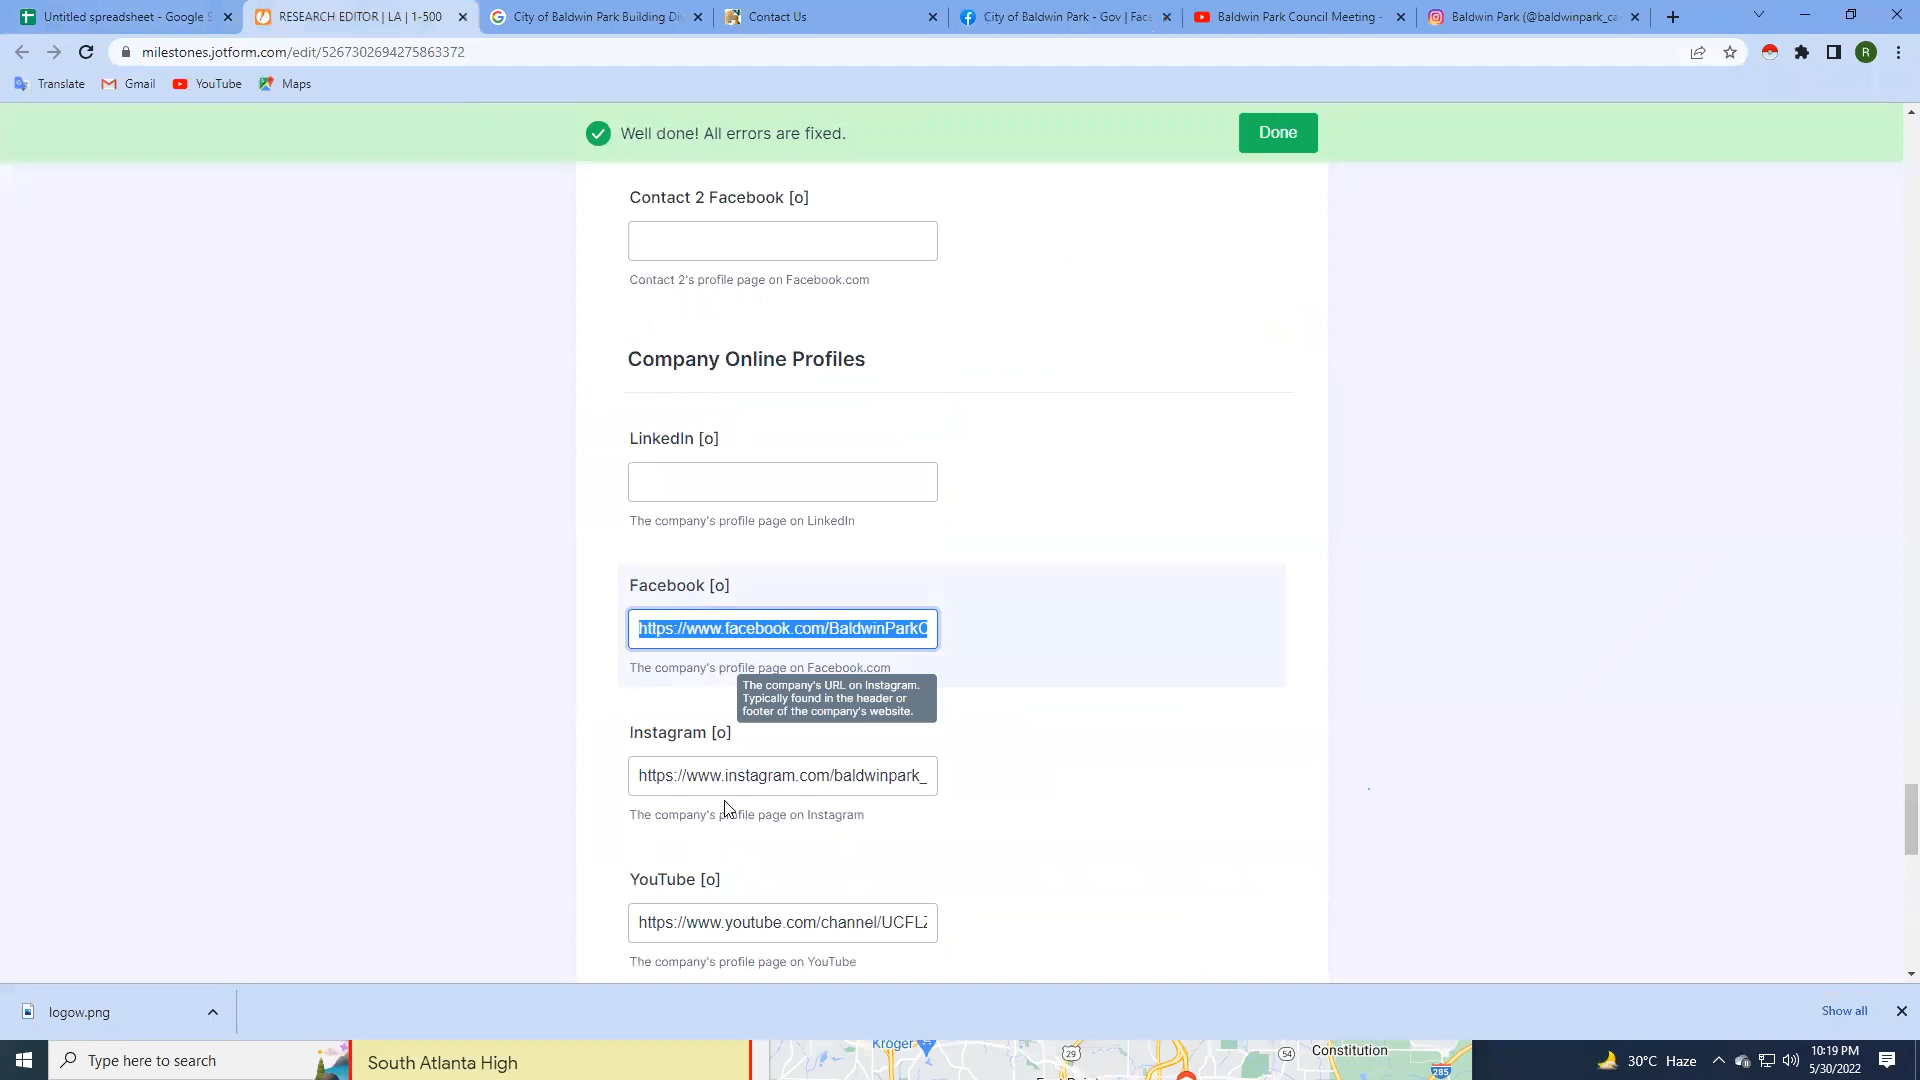 Untitled spreadsheet - Google S
RESEARCH EDITOR | LA | 1-500
City of Baldwin Park Building Di
Contact Us
City of Baldwin Park - Gov | Face
Baldwin Park Council Meeting -
Baldwin Park (@baldwinpark_ca
milestones.jotform.com/edit/5267302694275863372
R
Translate
Gmail
YouTube
Maps
Well done! All errors are fixed.
Done
Contact 2 Facebook [o]
Contact 2's profile page on Facebook.com
Company Online Profiles
LinkedIn [o]
The company's profile page on LinkedIn
Facebook [o]
https://www.facebook.com/BaldwinParkC
The company's profile page on Facebook.com
The company's URL on Instagram.
Typically found in the header or
footer of the company's website.
Instagram [o]
https://www.instagram.com/baldwinpark_
The company's profile page on Instagram
YouTube [o]
https://www.youtube.com/channel/UCFLZ
The company's profile page on YouTube
logow.png
Show all
Type here to search
South Atlanta High
Kroger
29
54
Constitution
285
30°C Haze
10:19 PM
5/30/2022